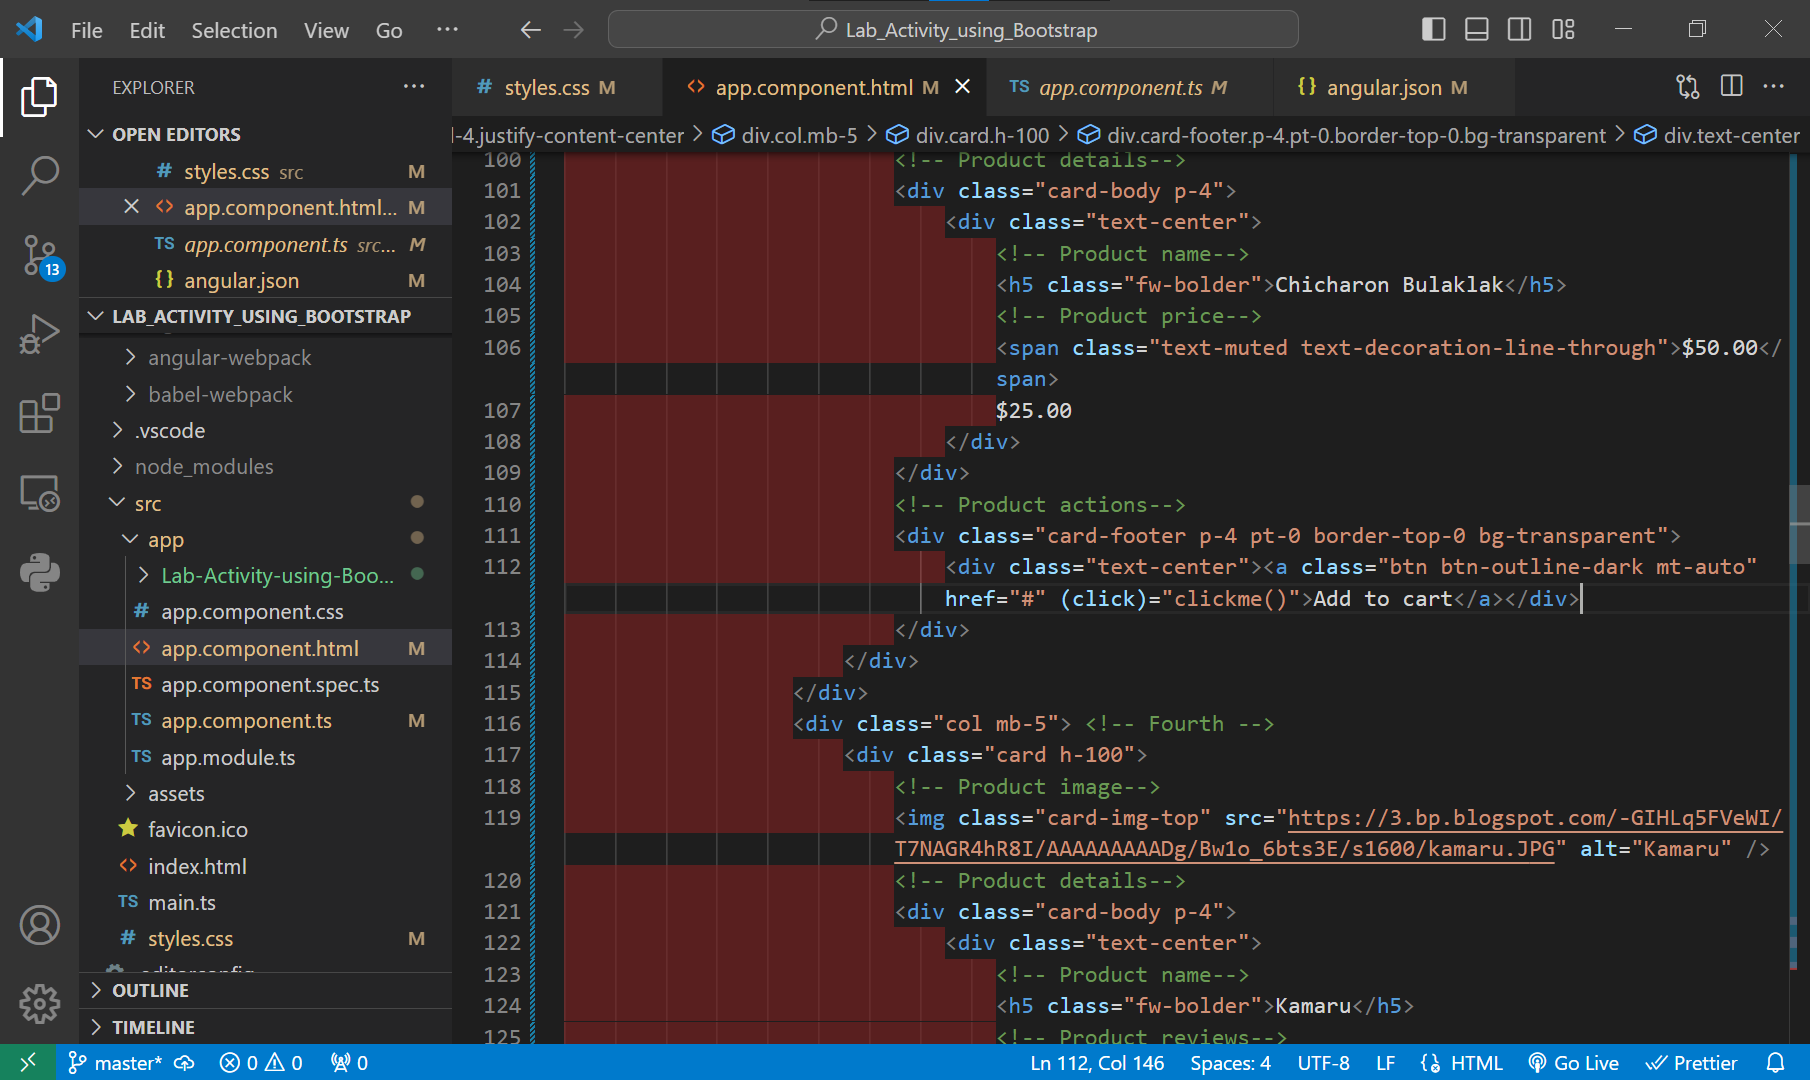 File Edit Selection View Go ··· Lab_Activity_using_Bootstrap
EXPLORER ···
OPEN EDITORS
# styles.css src M
app.component.html... M
TS app.component.ts src... M
{} angular.json M
LAB_ACTIVITY_USING_BOOTSTRAP
angular-webpack
babel-webpack
.vscode
node_modules
src
app
Lab-Activity-using-Boo...
# app.component.css
<> app.component.html M
TS app.component.spec.ts
TS app.component.ts M
TS app.module.ts
assets
favicon.ico
<> index.html
TS main.ts
# styles.css M
.editorconfig
OUTLINE
TIMELINE
# styles.css M <> app.component.html M TS app.component.ts M {} angular.json M
l-4.justify-content-center > div.col.mb-5 > div.card.h-100 > div.card-footer.p-4.pt-0.border-top-0.bg-transparent > div.text-center
100 <!-- Product details-->
101 <div class="card-body p-4">
102 <div class="text-center">
103 <!-- Product name-->
104 <h5 class="fw-bolder">Chicharon Bulaklak</h5>
105 <!-- Product price-->
106 <span class="text-muted text-decoration-line-through">$50.00</
span>
107 $25.00
108 </div>
109 </div>
110 <!-- Product actions-->
111 <div class="card-footer p-4 pt-0 border-top-0 bg-transparent">
112 <div class="text-center"><a class="btn btn-outline-dark mt-auto"
href="#" (click)="clickme()">Add to cart</a></div>
113 </div>
114 </div>
115 </div>
116 <div class="col mb-5"> <!-- Fourth -->
117 <div class="card h-100">
118 <!-- Product image-->
119 <img class="card-img-top" src="https://3.bp.blogspot.com/-GIHLq5FVeWI/
T7NAGR4hR8I/AAAAAAAAADg/Bw1o_6bts3E/s1600/kamaru.JPG" alt="Kamaru" />
120 <!-- Product details-->
121 <div class="card-body p-4">
122 <div class="text-center">
123 <!-- Product name-->
124 <h5 class="fw-bolder">Kamaru</h5>
125 <!-- Product reviews-->
13
master* 0 0 0 Ln 112, Col 146 Spaces: 4 UTF-8 LF HTML Go Live Prettier